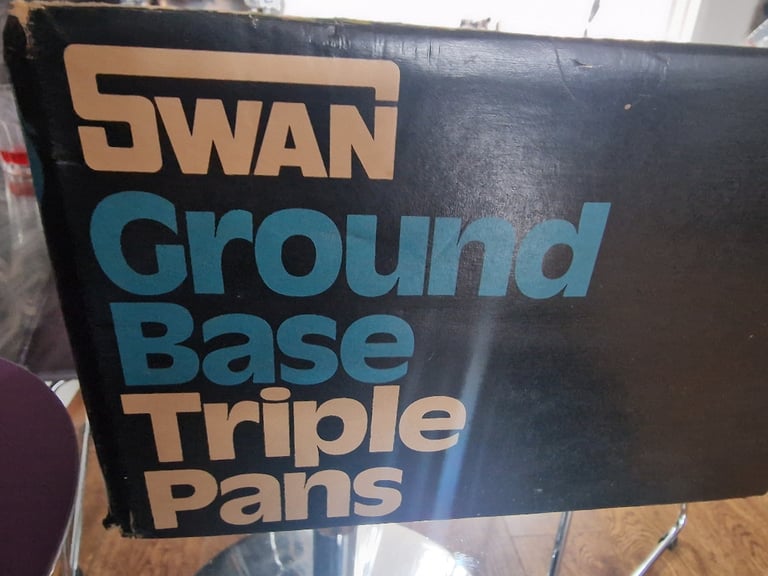 SWAN
Ground
Base
Triple
Pans